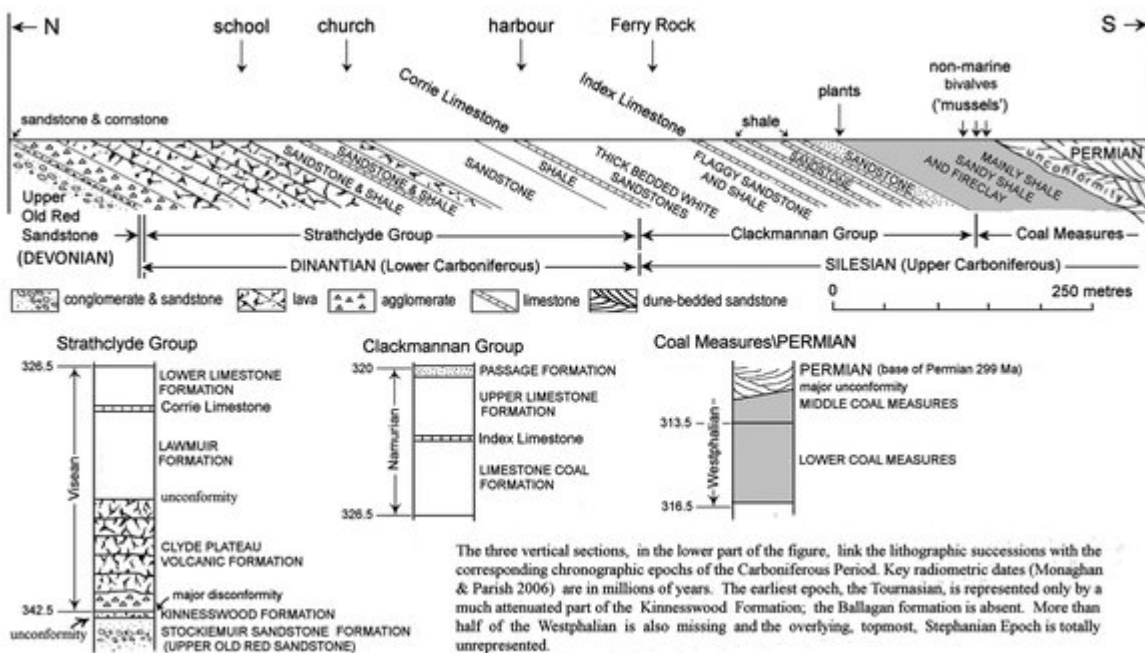 N
school
church
harbour
Ferry Rock
S
Corrie Limestone
Index Limestone
non-marine
bivalves
('mussels')
plants
shale
sandstone & cornstone
Upper
Old Red
Sandstone
(DEVONIAN)
SANDSTONE & SHALE
SANDSTONE & SHALE
SANDSTONE
SHALE
THICK BEDDED WHITE
SANDSTONES
FLAGGY SANDSTONE
AND SHALE
SANDSTONE
SANDSTONE
MAINLY SHALE
SANDY SHALE
AND FIRECLAY
unconformity
PERMIAN
Strathclyde Group
Clackmannan Group
Coal Measures
DINANTIAN (Lower Carboniferous)
SILESIAN (Upper Carboniferous)
conglomerate & sandstone
lava
agglomerate
limestone
dune-bedded sandstone
0
250 metres
Strathclyde Group
326.5
LOWER LIMESTONE
FORMATION
Corrie Limestone
LAWMUIR
FORMATION
Visean
unconformity
CLYDE PLATEAU
VOLCANIC FORMATION
major disconformity
342.5
KINNESSWOOD FORMATION
unconformity
STOCKIEMUIR SANDSTONE FORMATION
(UPPER OLD RED SANDSTONE)
Clackmannan Group
320
PASSAGE FORMATION
UPPER LIMESTONE
FORMATION
Namurian
Index Limestone
LIMESTONE COAL
FORMATION
326.5
Coal Measures\PERMIAN
PERMIAN (base of Permian 299 Ma)
major unconformity
MIDDLE COAL MEASURES
313.5
Westphalian
LOWER COAL MEASURES
316.5
The three vertical sections, in the lower part of the figure, link the lithographic successions with the
corresponding chronographic epochs of the Carboniferous Period. Key radiometric dates (Monaghan
& Parish 2006) are in millions of years. The earliest epoch, the Tournasian, is represented only by a
much attenuated part of the Kinnesswood Formation; the Ballagan formation is absent. More than
half of the Westphalian is also missing and the overlying, topmost, Stephanian Epoch is totally
unrepresented.